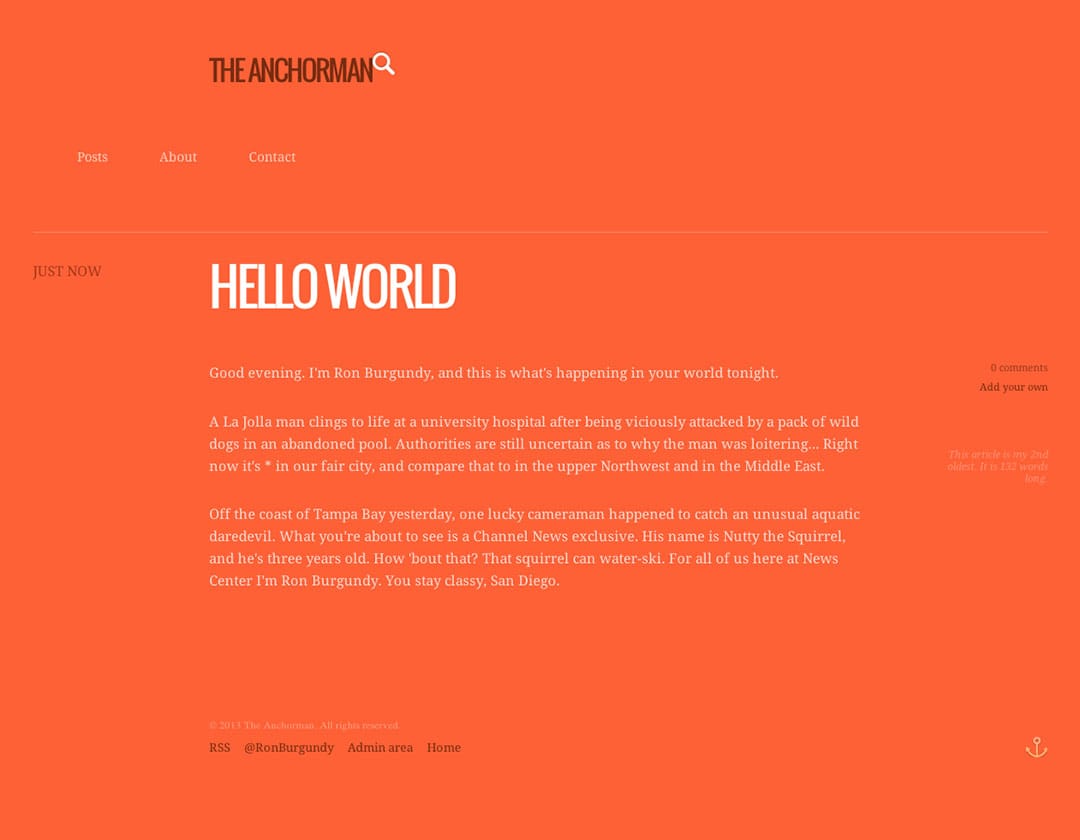 THE ANCHORMAN
Posts About Contact
JUST NOW
HELLO WORLD
Good evening. I'm Ron Burgundy, and this is what's happening in your world tonight.
A La Jolla man clings to life at a university hospital after being viciously attacked by a pack of wild
dogs in an abandoned pool. Authorities are still uncertain as to why the man was loitering... Right
now it's * in our fair city, and compare that to in the upper Northwest and in the Middle East.
Off the coast of Tampa Bay yesterday, one lucky cameraman happened to catch an unusual aquatic
daredevil. What you're about to see is a Channel News exclusive. His name is Nutty the Squirrel,
and he's three years old. How 'bout that? That squirrel can water-ski. For all of us here at News
Center I'm Ron Burgundy. You stay classy, San Diego.
0 comments
Add your own
This article is my 2nd
oldest. It is 132 words
long.
© 2013 The Anchorman. All rights reserved.
RSS @RonBurgundy Admin area Home